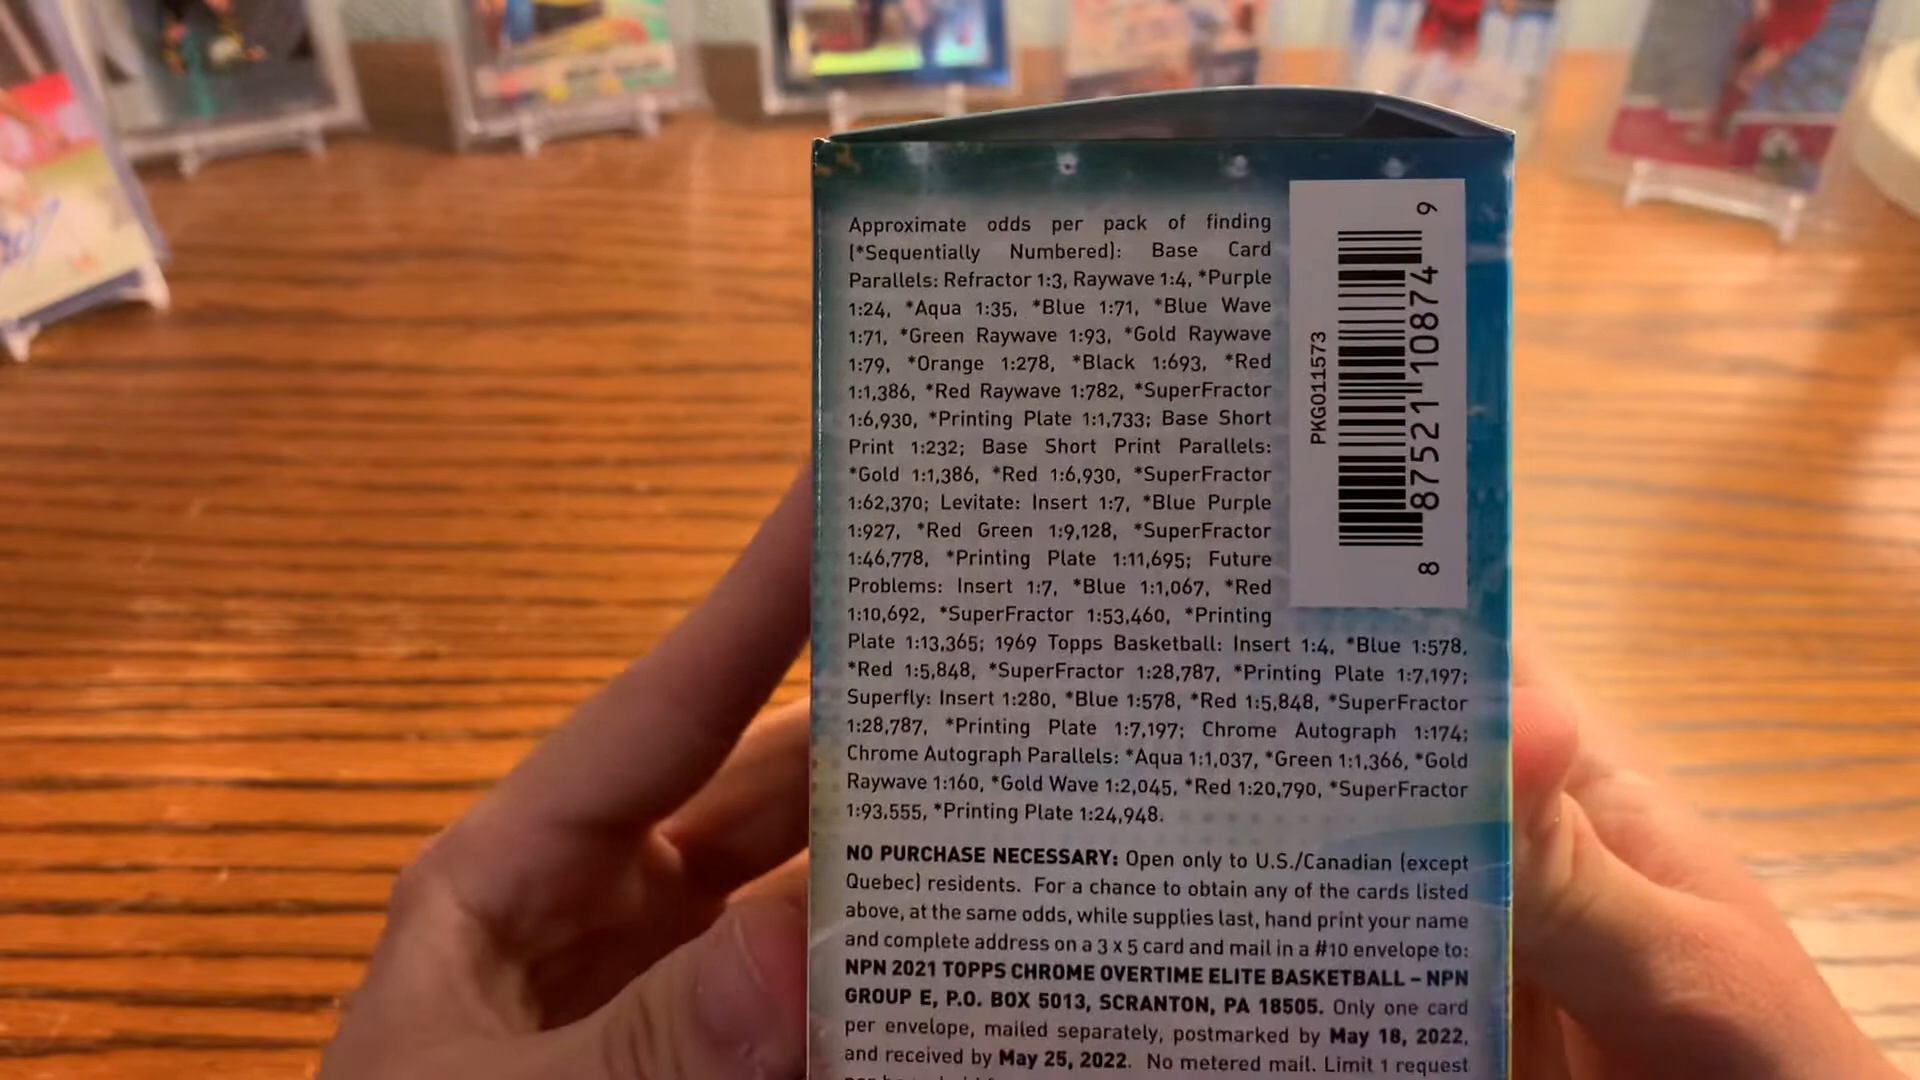 Approximate odds per pack of finding
(*Sequentially Numbered): Base Card
Parallels: Refractor 1:3, Raywave 1:4, *Purple
1:24, *Aqua 1:35, *Blue 1:71, *Blue Wave
1:71, *Green Raywave 1:93, *Gold Raywave
1:79, *Orange 1:278, *Black 1:693, *Red
1:1,386, *Red Raywave 1:782, *SuperFractor
1:6,930, *Printing Plate 1:1,733; Base Short
Print 1:232; Base Short Print Parallels:
*Gold 1:1,386, *Red 1:6,930, *SuperFractor
1:62,370; Levitate: Insert 1:7, *Blue Purple
1:927, *Red Green 1:9,128, *SuperFractor
1:46,778, *Printing Plate 1:11,695; Future
Problems: Insert 1:7, *Blue 1:1,067, *Red
1:10,692, *SuperFractor 1:53,460, *Printing
Plate 1:13,365; 1969 Topps Basketball: Insert 1:4, *Blue 1:578,
*Red 1:5,848, *SuperFractor 1:28,787, *Printing Plate 1:7,197;
Superfly: Insert 1:280, *Blue 1:578, *Red 1:5,848, *SuperFractor
1:28,787, *Printing Plate 1:7,197; Chrome Autograph 1:174;
Chrome Autograph Parallels: *Aqua 1:1,037, *Green 1:1,366, *Gold
Raywave 1:160, *Gold Wave 1:2,045, *Red 1:20,790, *SuperFractor
1:93,555, *Printing Plate 1:24,948.
NO PURCHASE NECESSARY: Open only to U.S./Canadian (except
Quebec) residents. For a chance to obtain any of the cards listed
above, at the same odds, while supplies last, hand print your name
and complete address on a 3 x 5 card and mail in a #10 envelope to:
NPN 2021 TOPPS CHROME OVERTIME ELITE BASKETBALL – NPN
GROUP E, P.O. BOX 5013, SCRANTON, PA 18505. Only one card
per envelope, mailed separately, postmarked by May 18, 2022,
and received by May 25, 2022. No metered mail. Limit 1 request
PKG011573
8 87521 10874 9